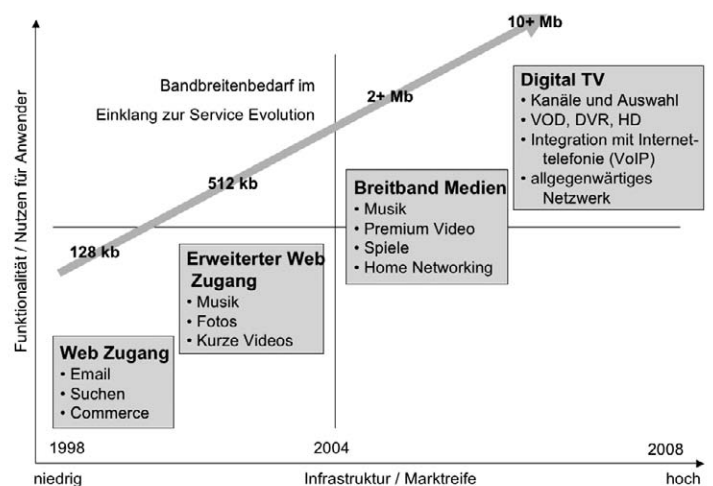 10+ Mb
Digital TV
• Kanäle und Auswahl
• VOD, DVR, HD
• Integration mit Internet-
telefonie (VoIP)
• allgegenwärtiges
Netzwerk
Bandbreitenbedarf im
Einklang zur Service Evolution
2+ Mb
512 kb
Breitband Medien
• Musik
• Premium Video
• Spiele
• Home Networking
128 kb
Erweiterter Web
Zugang
• Musik
• Fotos
• Kurze Videos
Web Zugang
• Email
• Suchen
• Commerce
Funktionalität / Nutzen für Anwender
1998
2004
2008
niedrig
Infrastruktur / Marktreife
hoch